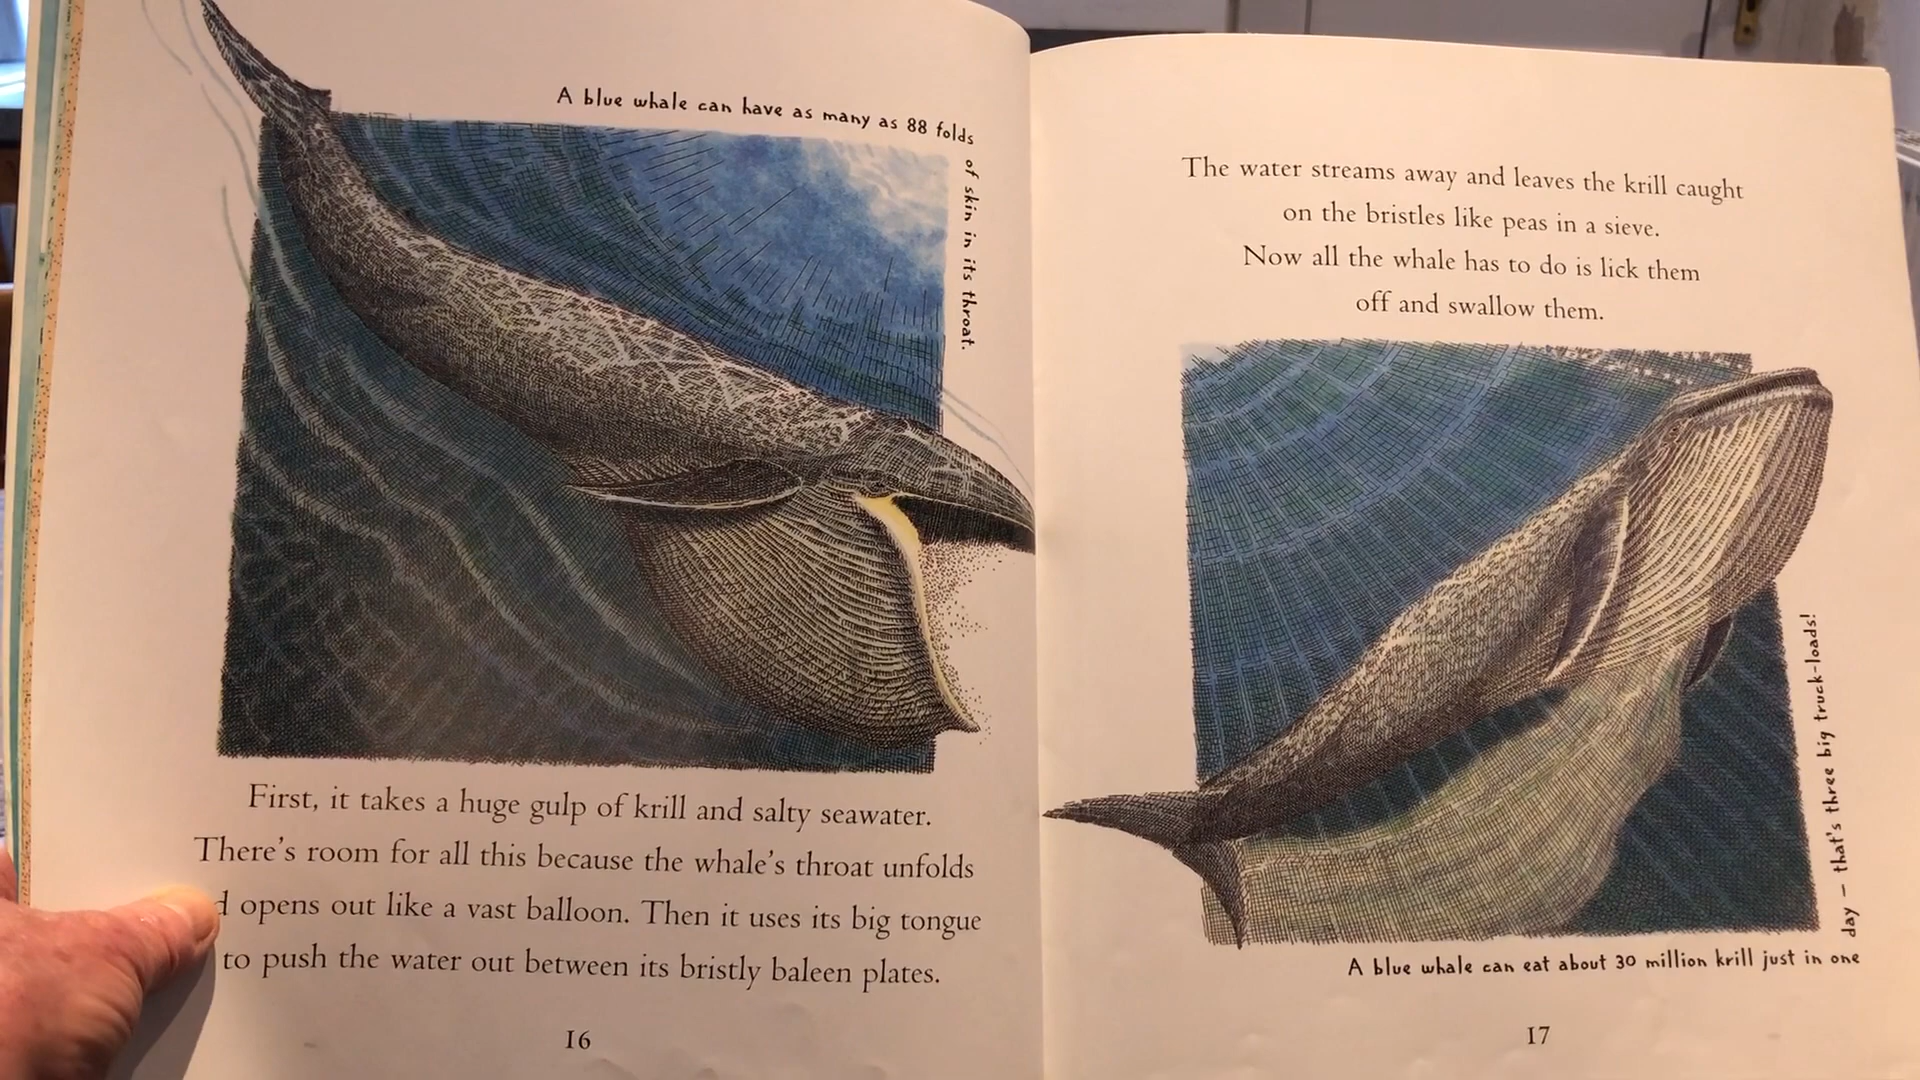 A blue whale can have as many as 88 folds
of skin in its throat.
First, it takes a huge gulp of krill and salty seawater.
There's room for all this because the whale's throat unfolds
opens out like a vast balloon. Then it uses its big tongue
to push the water out between its bristly baleen plates.
16
The water streams away and leaves the krill caught
on the bristles like peas in a sieve.
Now all the whale has to do is lick them
off and swallow them.
A blue whale can eat about 30 million krill just in one
day – that's three big truck-loads!
17